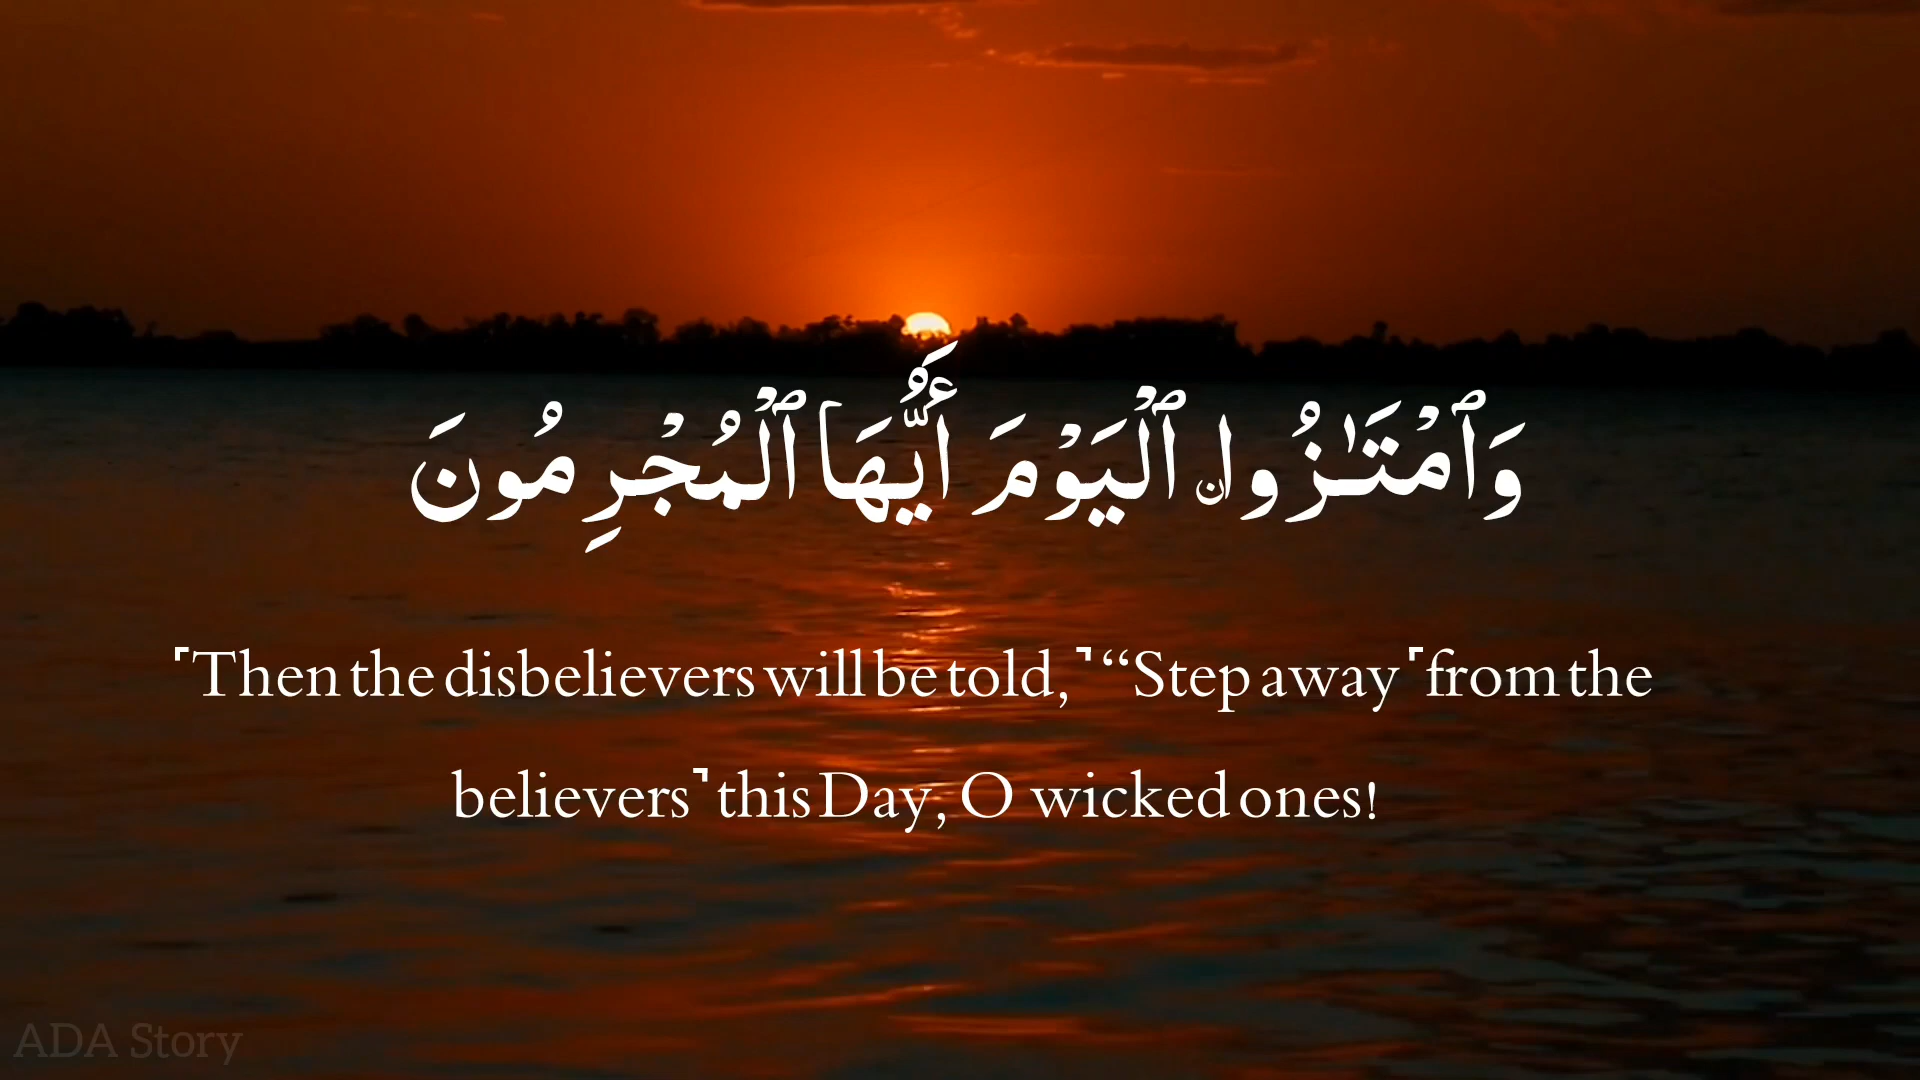 وَٱمْتَـٰزُوا۟ ٱلْيَوْمَ أَيُّهَا ٱلْمُجْرِمُونَ
⌜Then the disbelievers will be told,⌝ “Step away ⌜from the
believers⌝ this Day, O wicked ones!
ADA Story